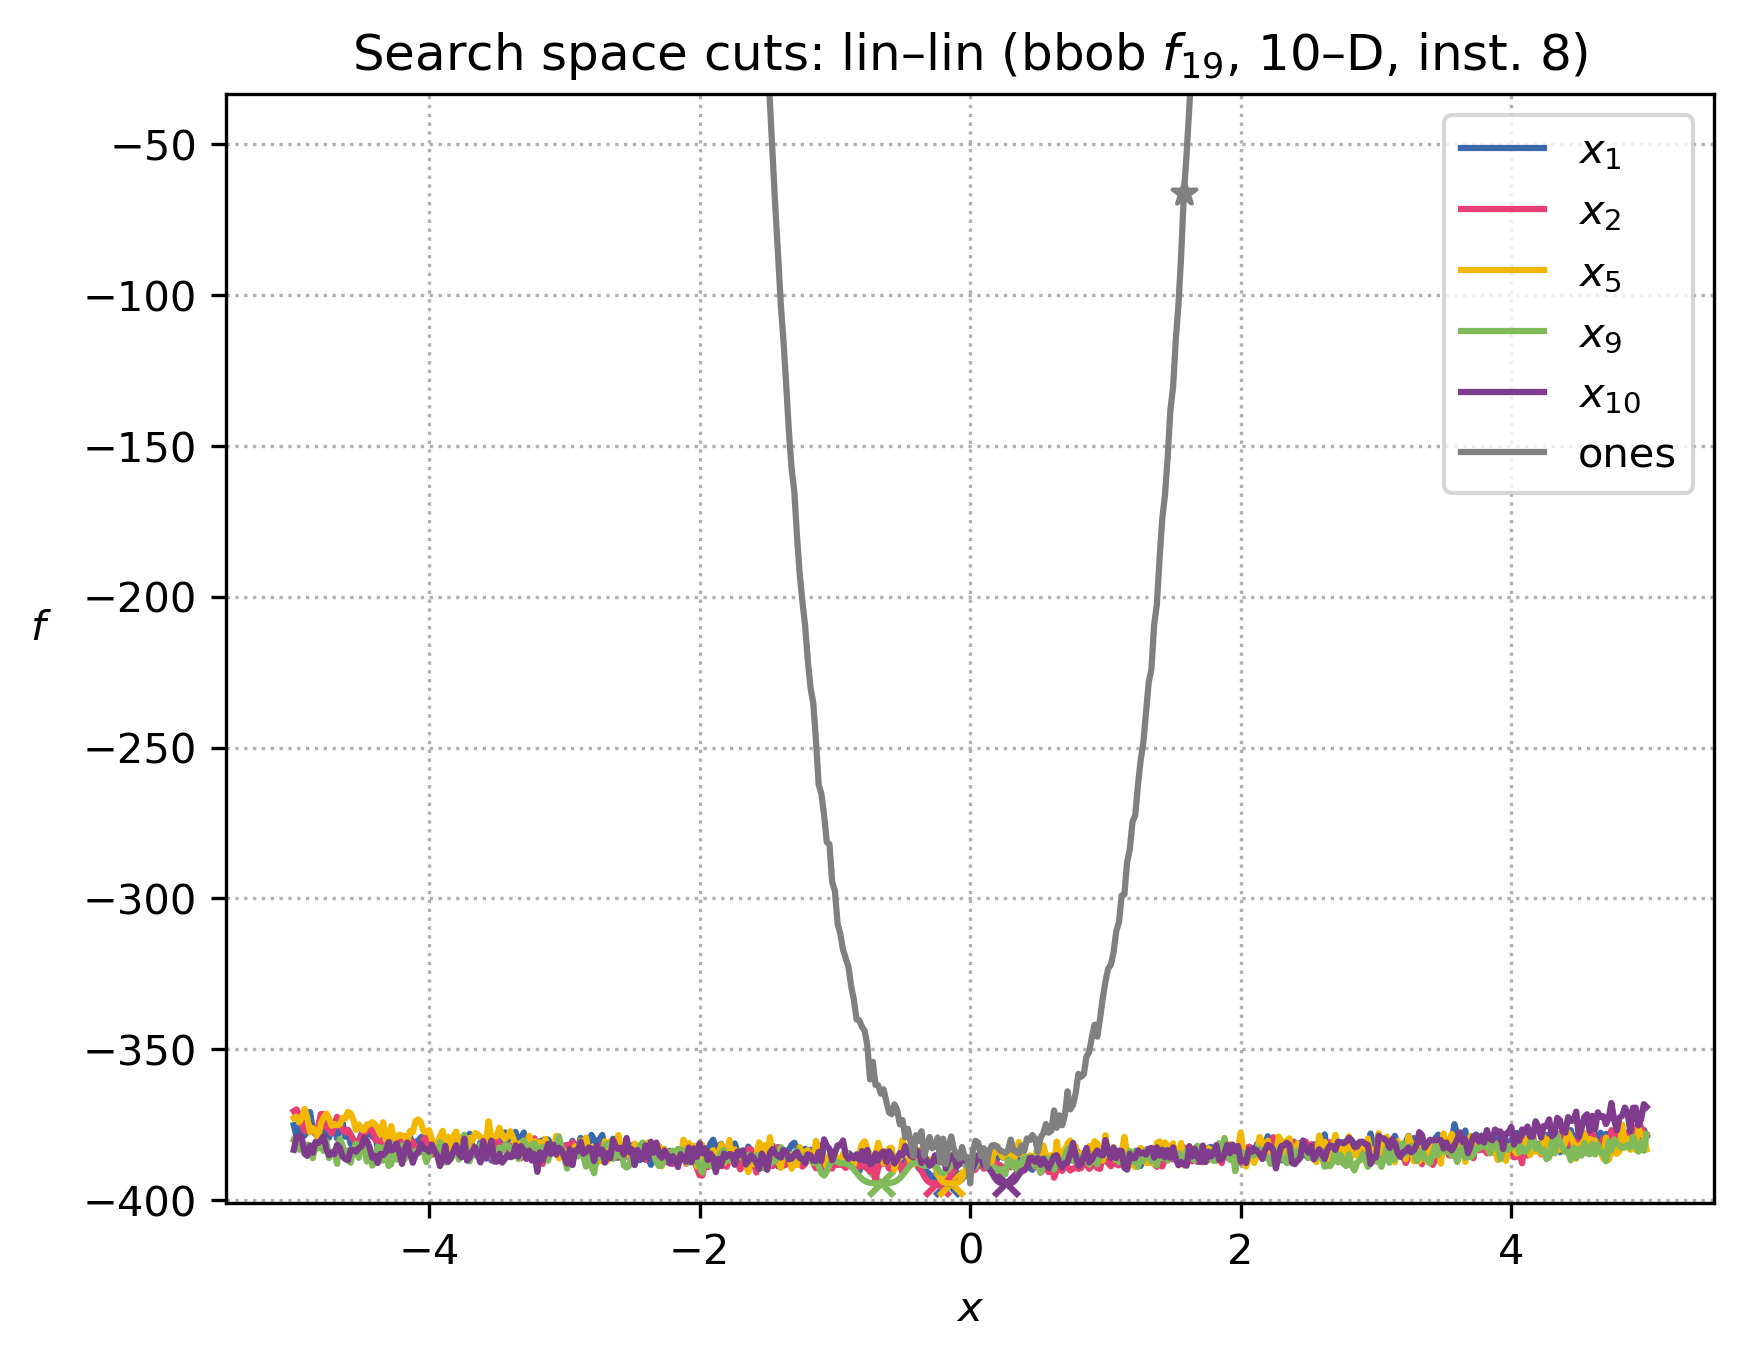 Search space cuts: lin–lin (bbob f₁₉, 10–D, inst. 8)
−50
−100
−150
−200
−250
−300
−350
−400
f
−4
−2
0
2
4
x
x₁
x₂
x₅
x₉
x₁₀
ones